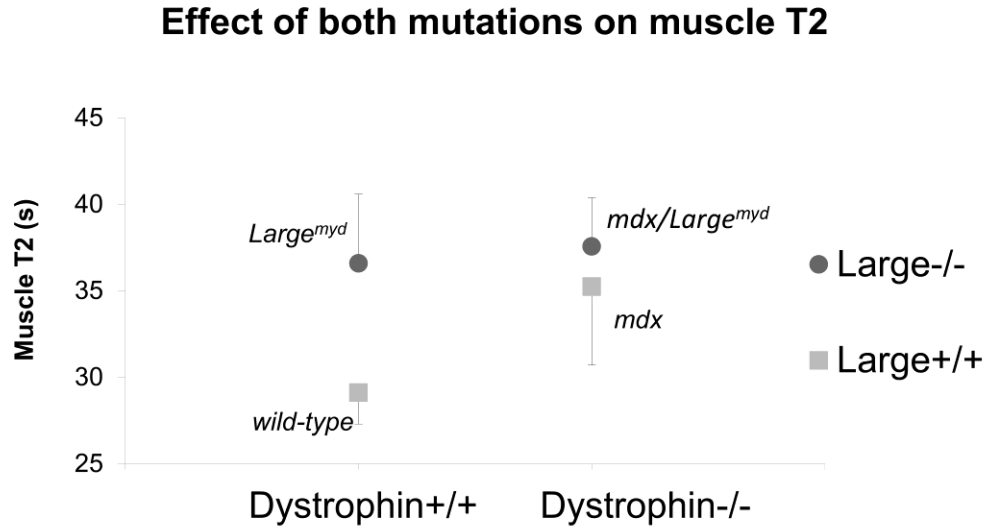 Effect of both mutations on muscle T2
Muscle T2 (s)
45
40
35
30
25
Large^myd
wild-type
mdx/Large^myd
mdx
Dystrophin+/+
Dystrophin-/-
Large-/-
Large+/+